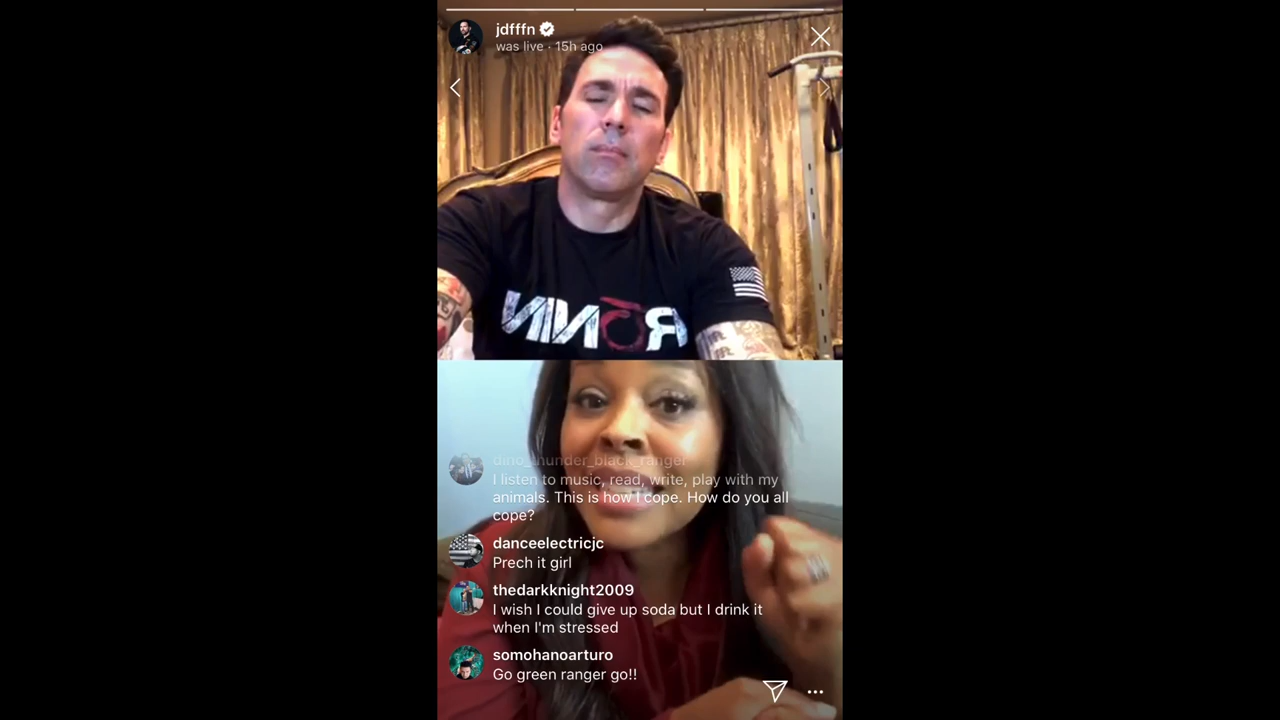 jdfffn
was live · 15h ago
RŌNIN
dino_thunder_black_ranger
I listen to music, read, write, play with my
animals. This is how I cope. How do you all
cope?
danceelectricjc
Prech it girl
thedarkknight2009
I wish I could give up soda but I drink it
when I'm stressed
somohanoarturo
Go green ranger go!!